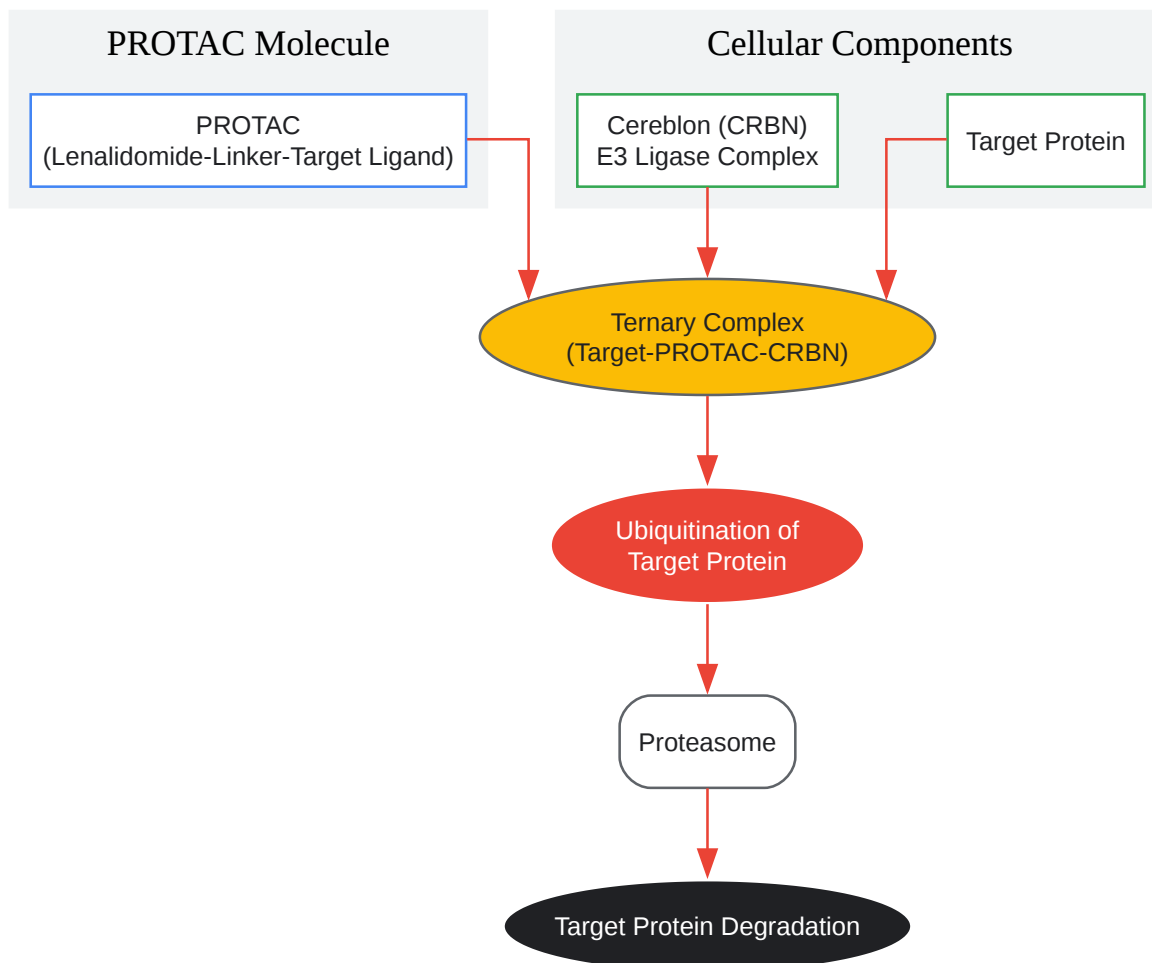 PROTAC Molecule
Cellular Components
PROTAC
(Lenalidomide-Linker-Target Ligand)
Cereblon (CRBN)
E3 Ligase Complex
Target Protein
Ternary Complex
(Target-PROTAC-CRBN)
Ubiquitination of
Target Protein
Proteasome
Target Protein Degradation